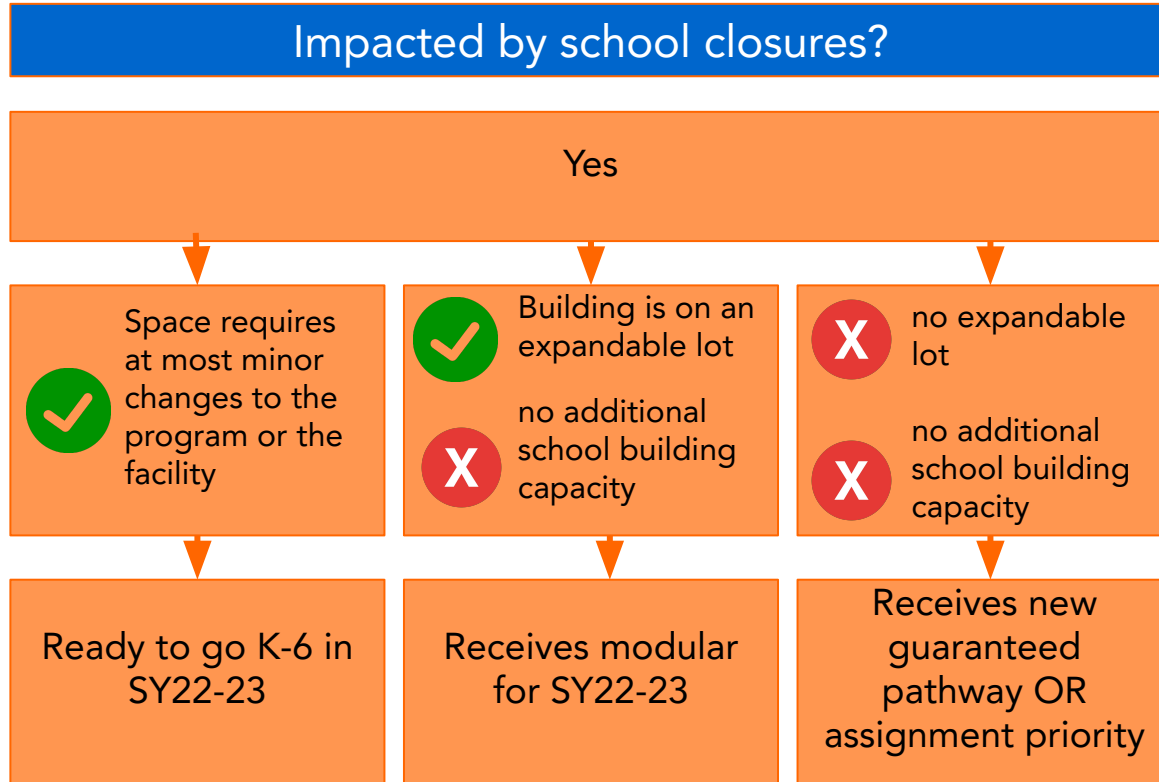 Impacted by school closures?
Yes
Space requires
at most minor
changes to the
program or the
facility
Building is on an
expandable lot
no additional
school building
capacity
X
no expandable
lot
X
no additional
school building
capacity
X
Ready to go K-6 in
SY22-23
Receives modular
for SY22-23
Receives new
guaranteed
pathway OR
assignment priority